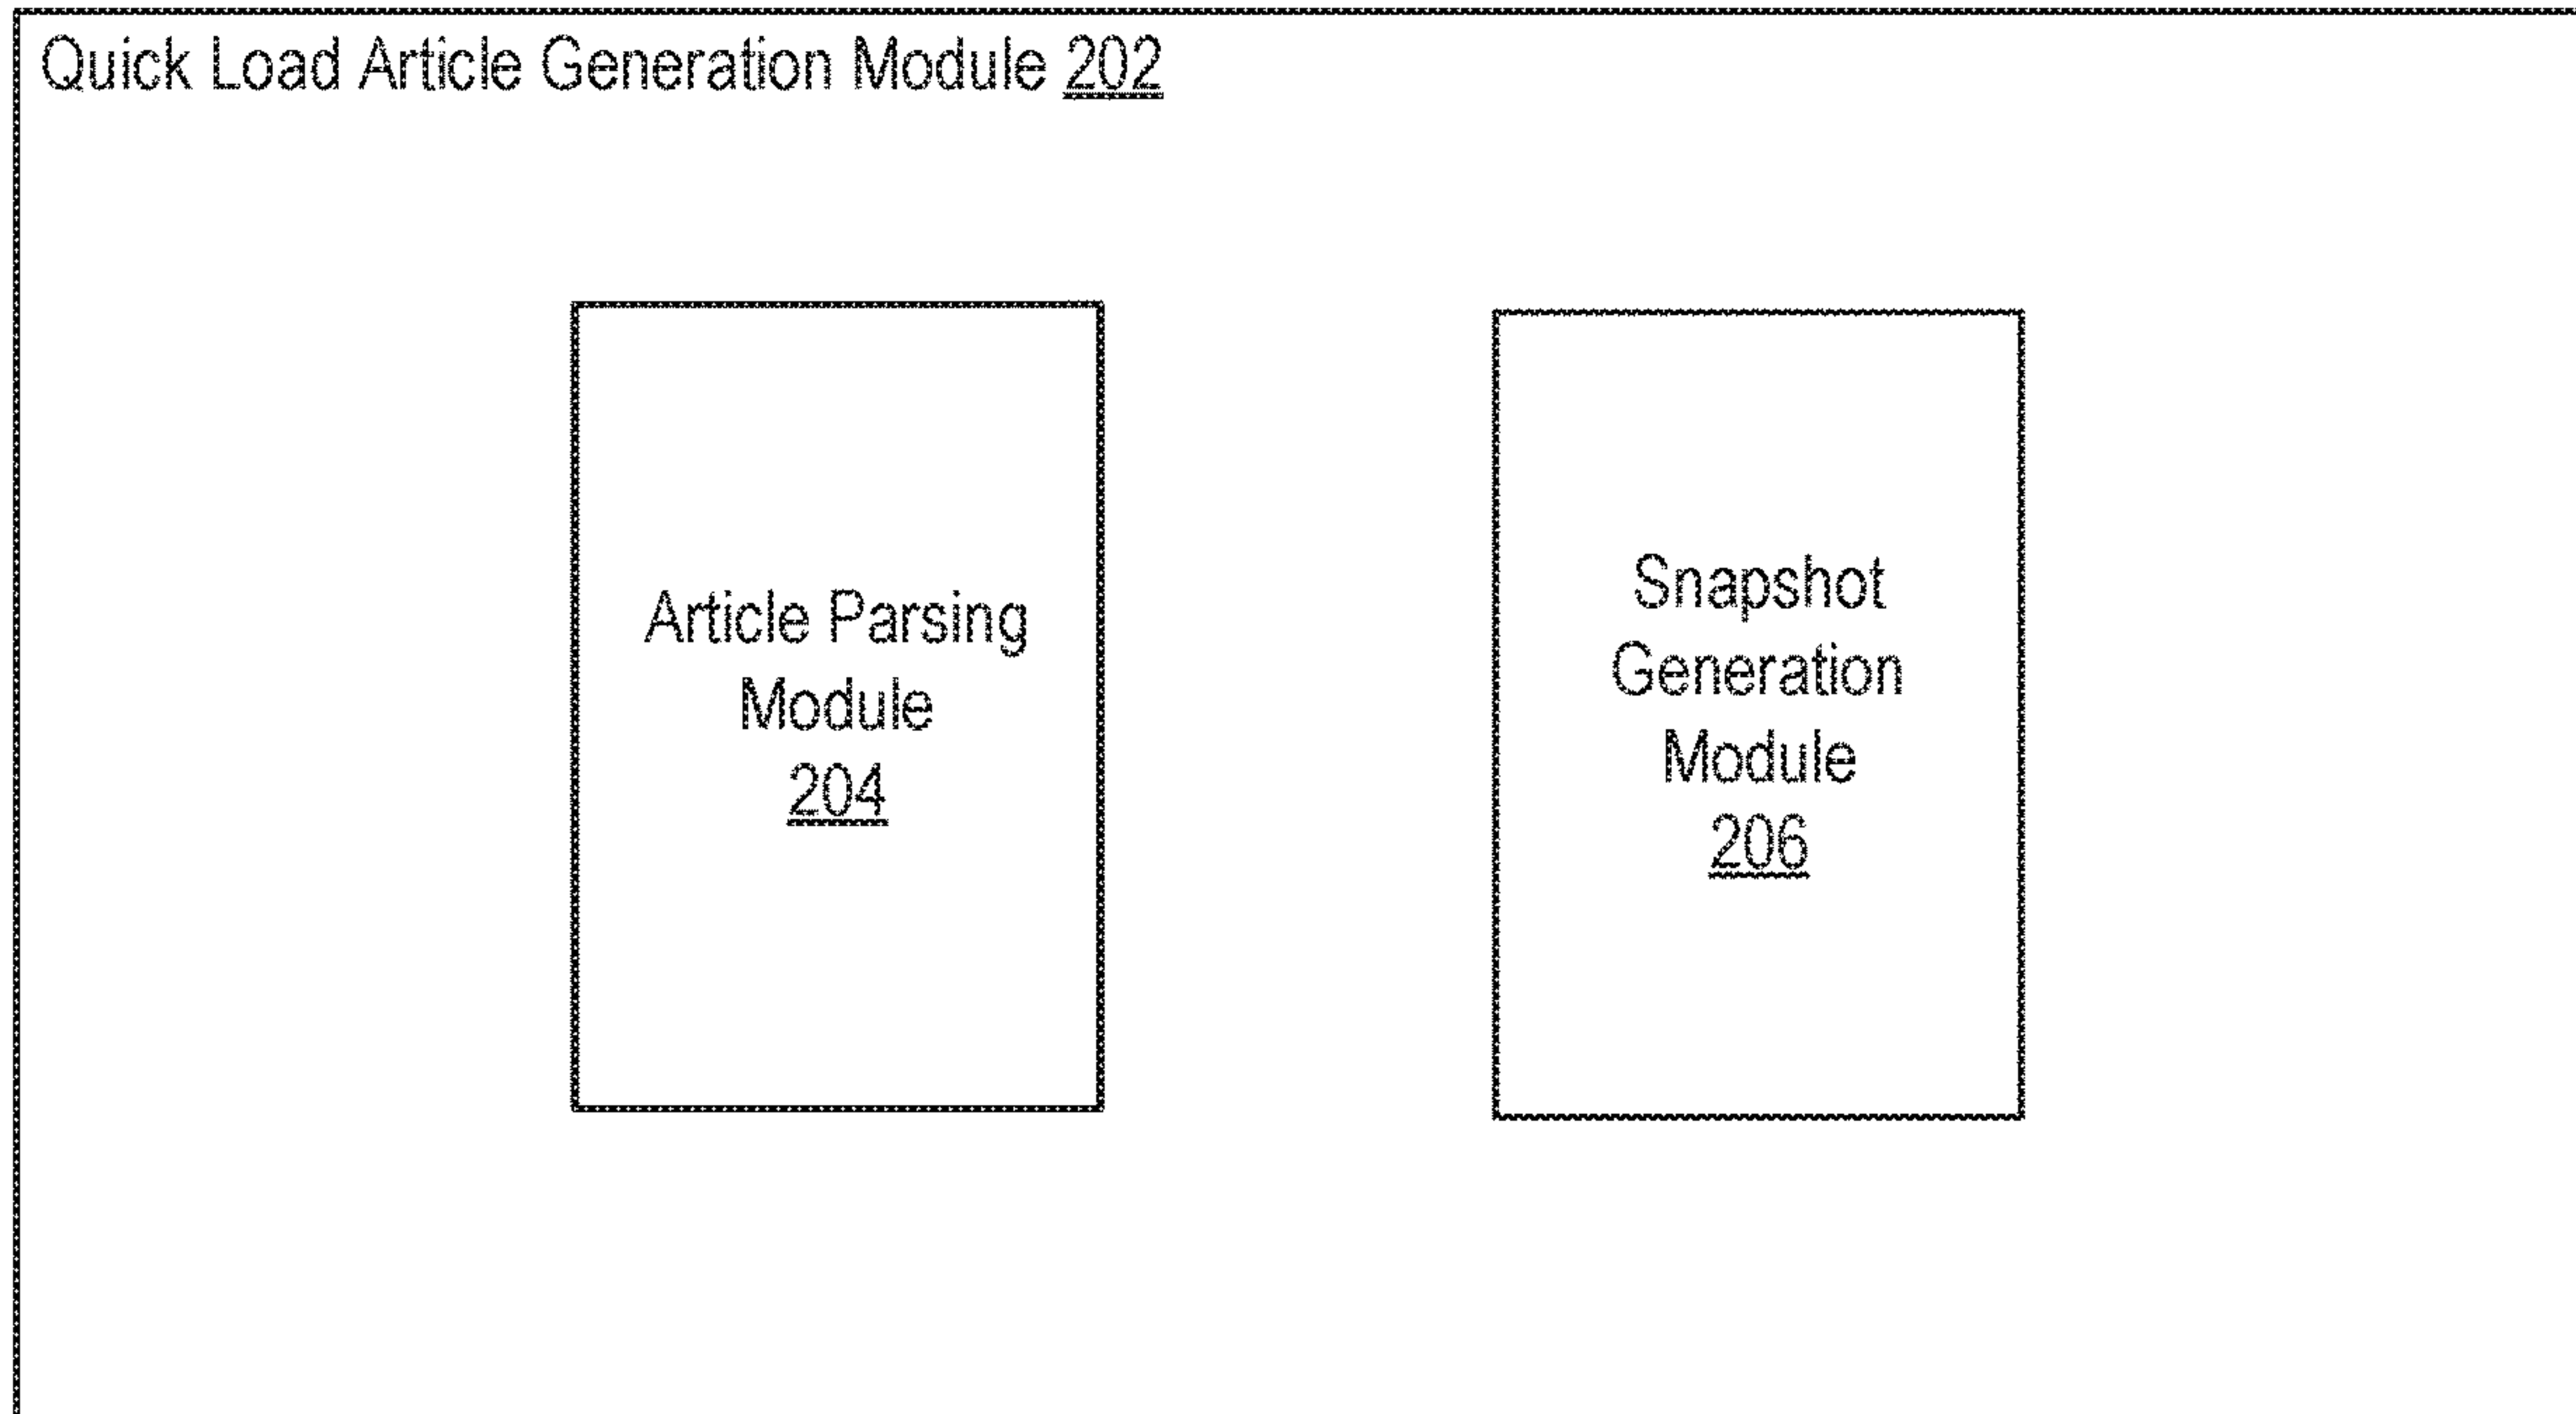 Quick Load Article Generation Module 202
Article Parsing
Module
204
Snapshot
Generation
Module
206